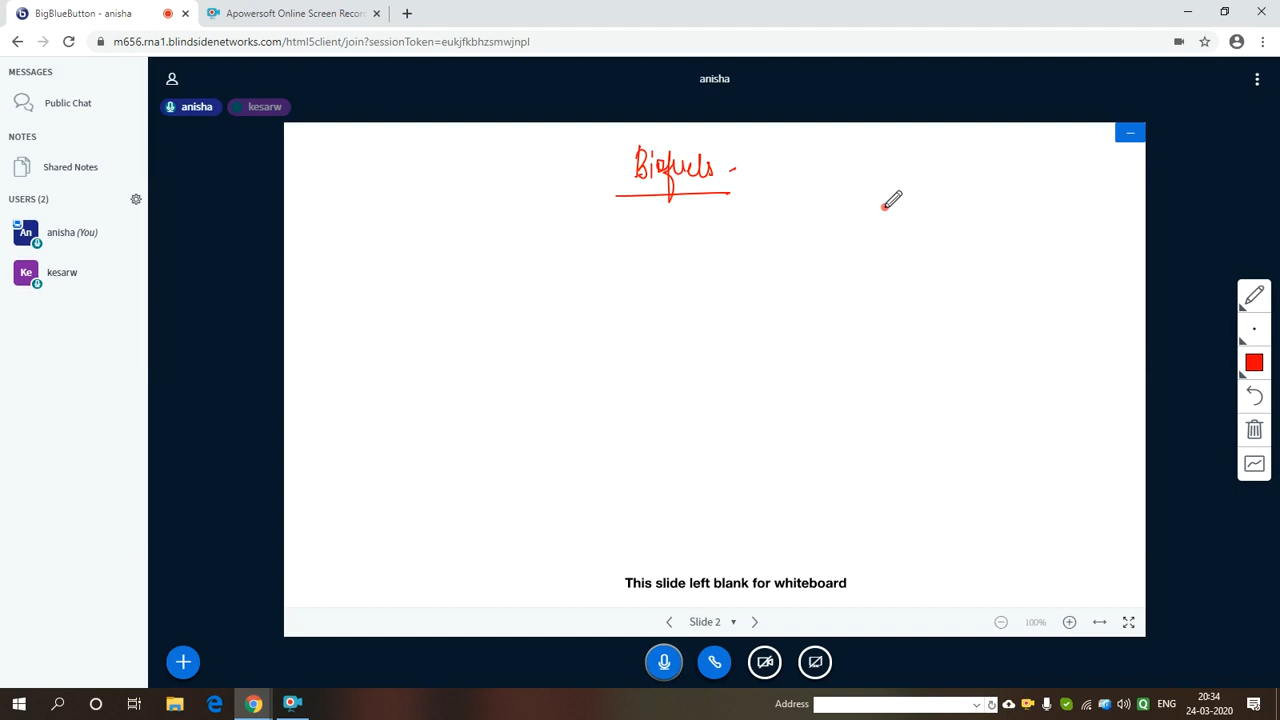 BigBlueButton - anisha
Apowersoft Online Screen Recor
m656.rna1.blindsidenetworks.com/html5client/join?sessionToken=eukjfkbhzsmwjnpl
MESSAGES
Public Chat
NOTES
Shared Notes
USERS (2)
An anisha (You)
Ke kesarw
anisha
anisha kesarw
Biofuels -
This slide left blank for whiteboard
Slide 2
100%
Address
ENG
20:34
24-03-2020